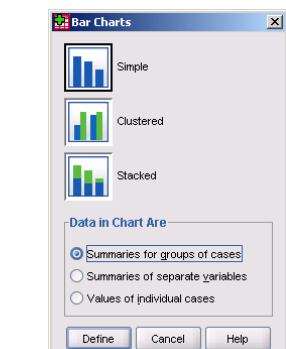 Bar Charts
Simple
Clustered
Stacked
Data in Chart Are
Summaries for groups of cases
Summaries of separate variables
Values of individual cases
Define Cancel Help